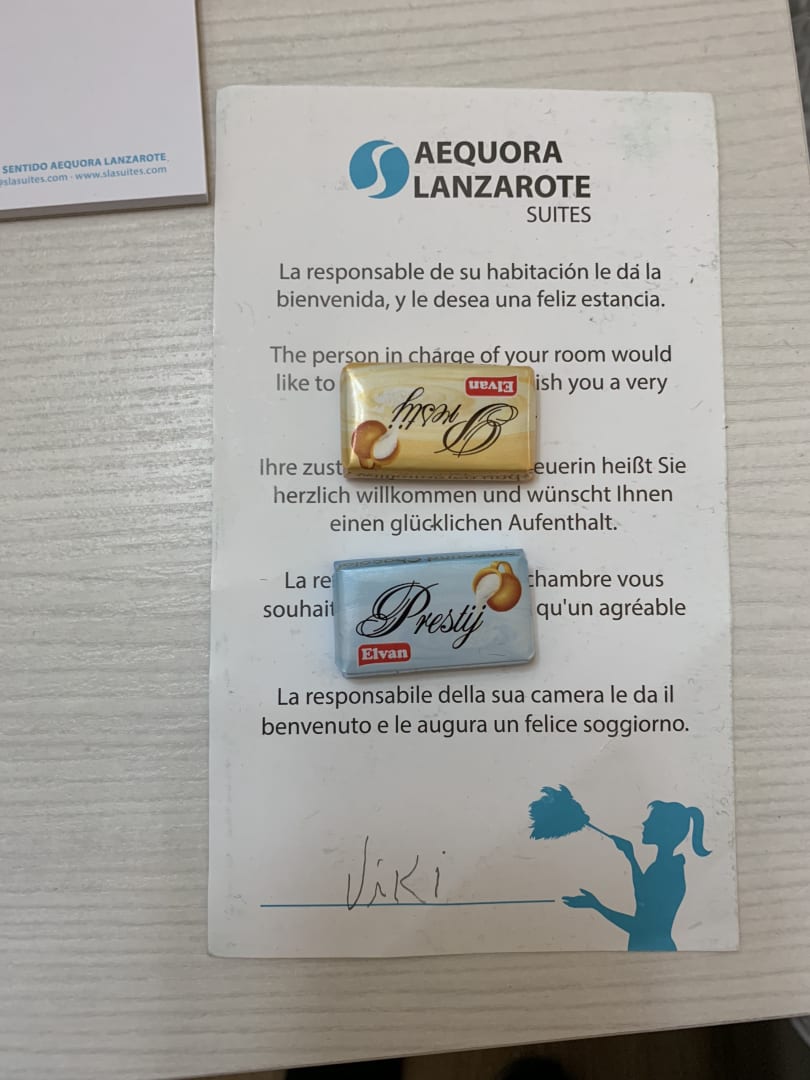 SENTIDO AEQUORA LANZAROTE
slasuites.com - www.slasuites.com
AEQUORA
LANZAROTE
SUITES
La responsable de su habitación le da la
bienvenida, y le desea una feliz estancia.
The person in charge of your room would
like to ish you a very
Elvan
Prestij
Ihre zust euerin heißt Sie
herzlich willkommen und wünscht Ihnen
einen glücklichen Aufenthalt.
La re chambre vous
souhait qu'un agréable
Prestij
Elvan
La responsabile della sua camera le da il
benvenuto e le augura un felice soggiorno.
Viki